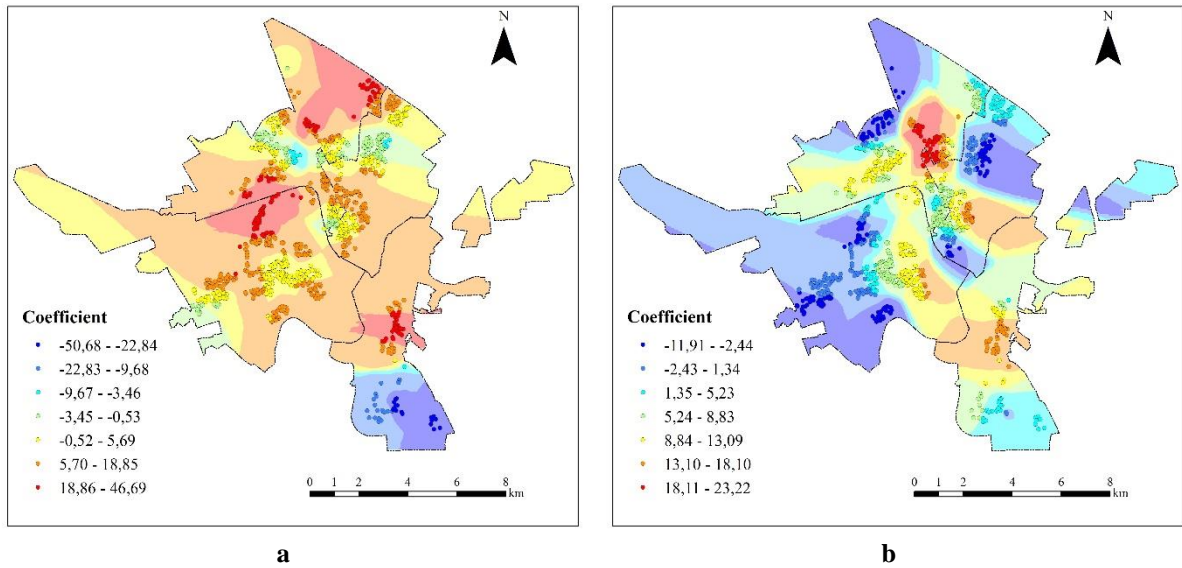 N
Coefficient
-50,68 - -22,84
-22,83 - -9,68
-9,67 - -3,46
-3,45 - -0,53
-0,52 - 5,69
5,70 - 18,85
18,86 - 46,69
0 1 2 4 6 8
km
a
N
Coefficient
-11,91 - -2,44
-2,43 - 1,34
1,35 - 5,23
5,24 - 8,83
8,84 - 13,09
13,10 - 18,10
18,11 - 23,22
0 1 2 4 6 8
km
b